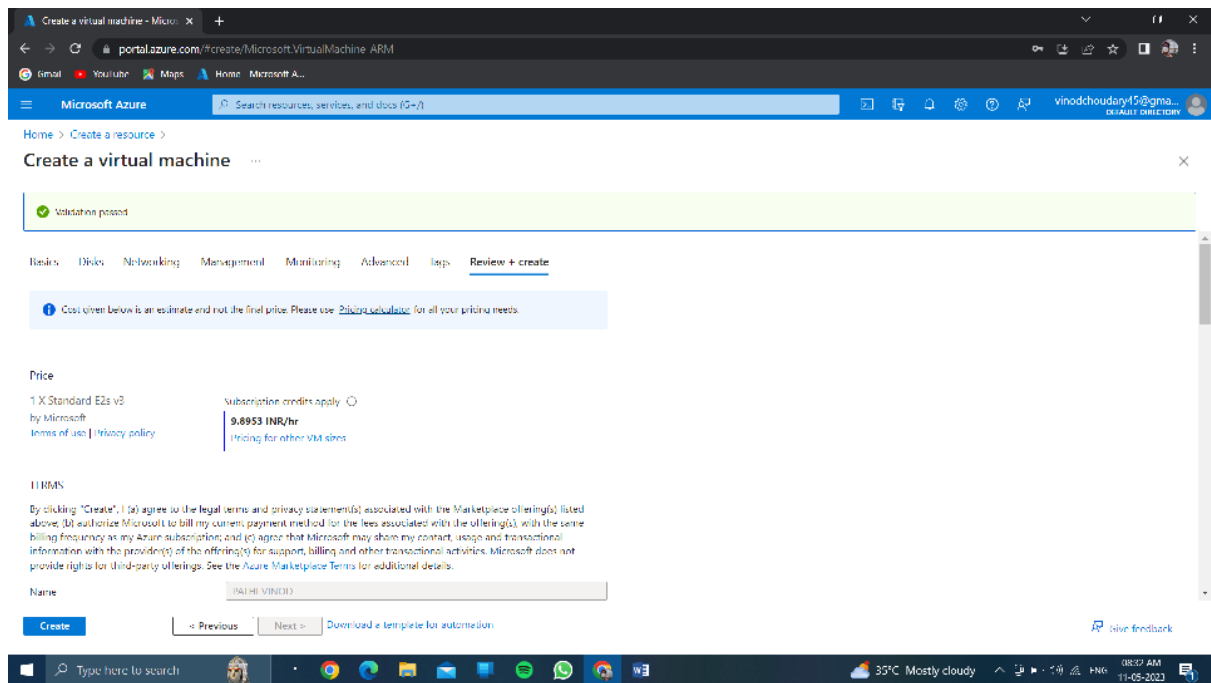 Create a virtual machine - Micros
portal.azure.com/#create/Microsoft.VirtualMachine ARM
Gmail YouTube Maps Home Microsoft A...
Microsoft Azure Search resources, services, and docs (G+/) vinodchoudary45@gma...
DEFAULT DIRECTORY
Home > Create a resource >
Create a virtual machine ...
Validation passed
Basics Disks Networking Management Monitoring Advanced Tags Review + create
Cost given below is an estimate and not the final price. Please use Pricing calculator for all your pricing needs.
Price
1 X Standard E2s v3 Subscription credits apply
by Microsoft 9.8953 INR/hr
Terms of use | Privacy policy Pricing for other VM sizes
TERMS
By clicking "Create", I (a) agree to the legal terms and privacy statement(s) associated with the Marketplace offering(s) listed
above; (b) authorize Microsoft to bill my current payment method for the fees associated with the offering(s), with the same
billing frequency as my Azure subscription; and (c) agree that Microsoft may share my contact, usage and transactional
information with the provider(s) of the offering(s) for support, billing and other transactional activities. Microsoft does not
provide rights for third-party offerings. See the Azure Marketplace Terms for additional details.
Name VINOD
Create < Previous Next > Download a template for automation Give feedback
Type here to search 35°C Mostly cloudy ENG 08:32 AM
11-05-2023